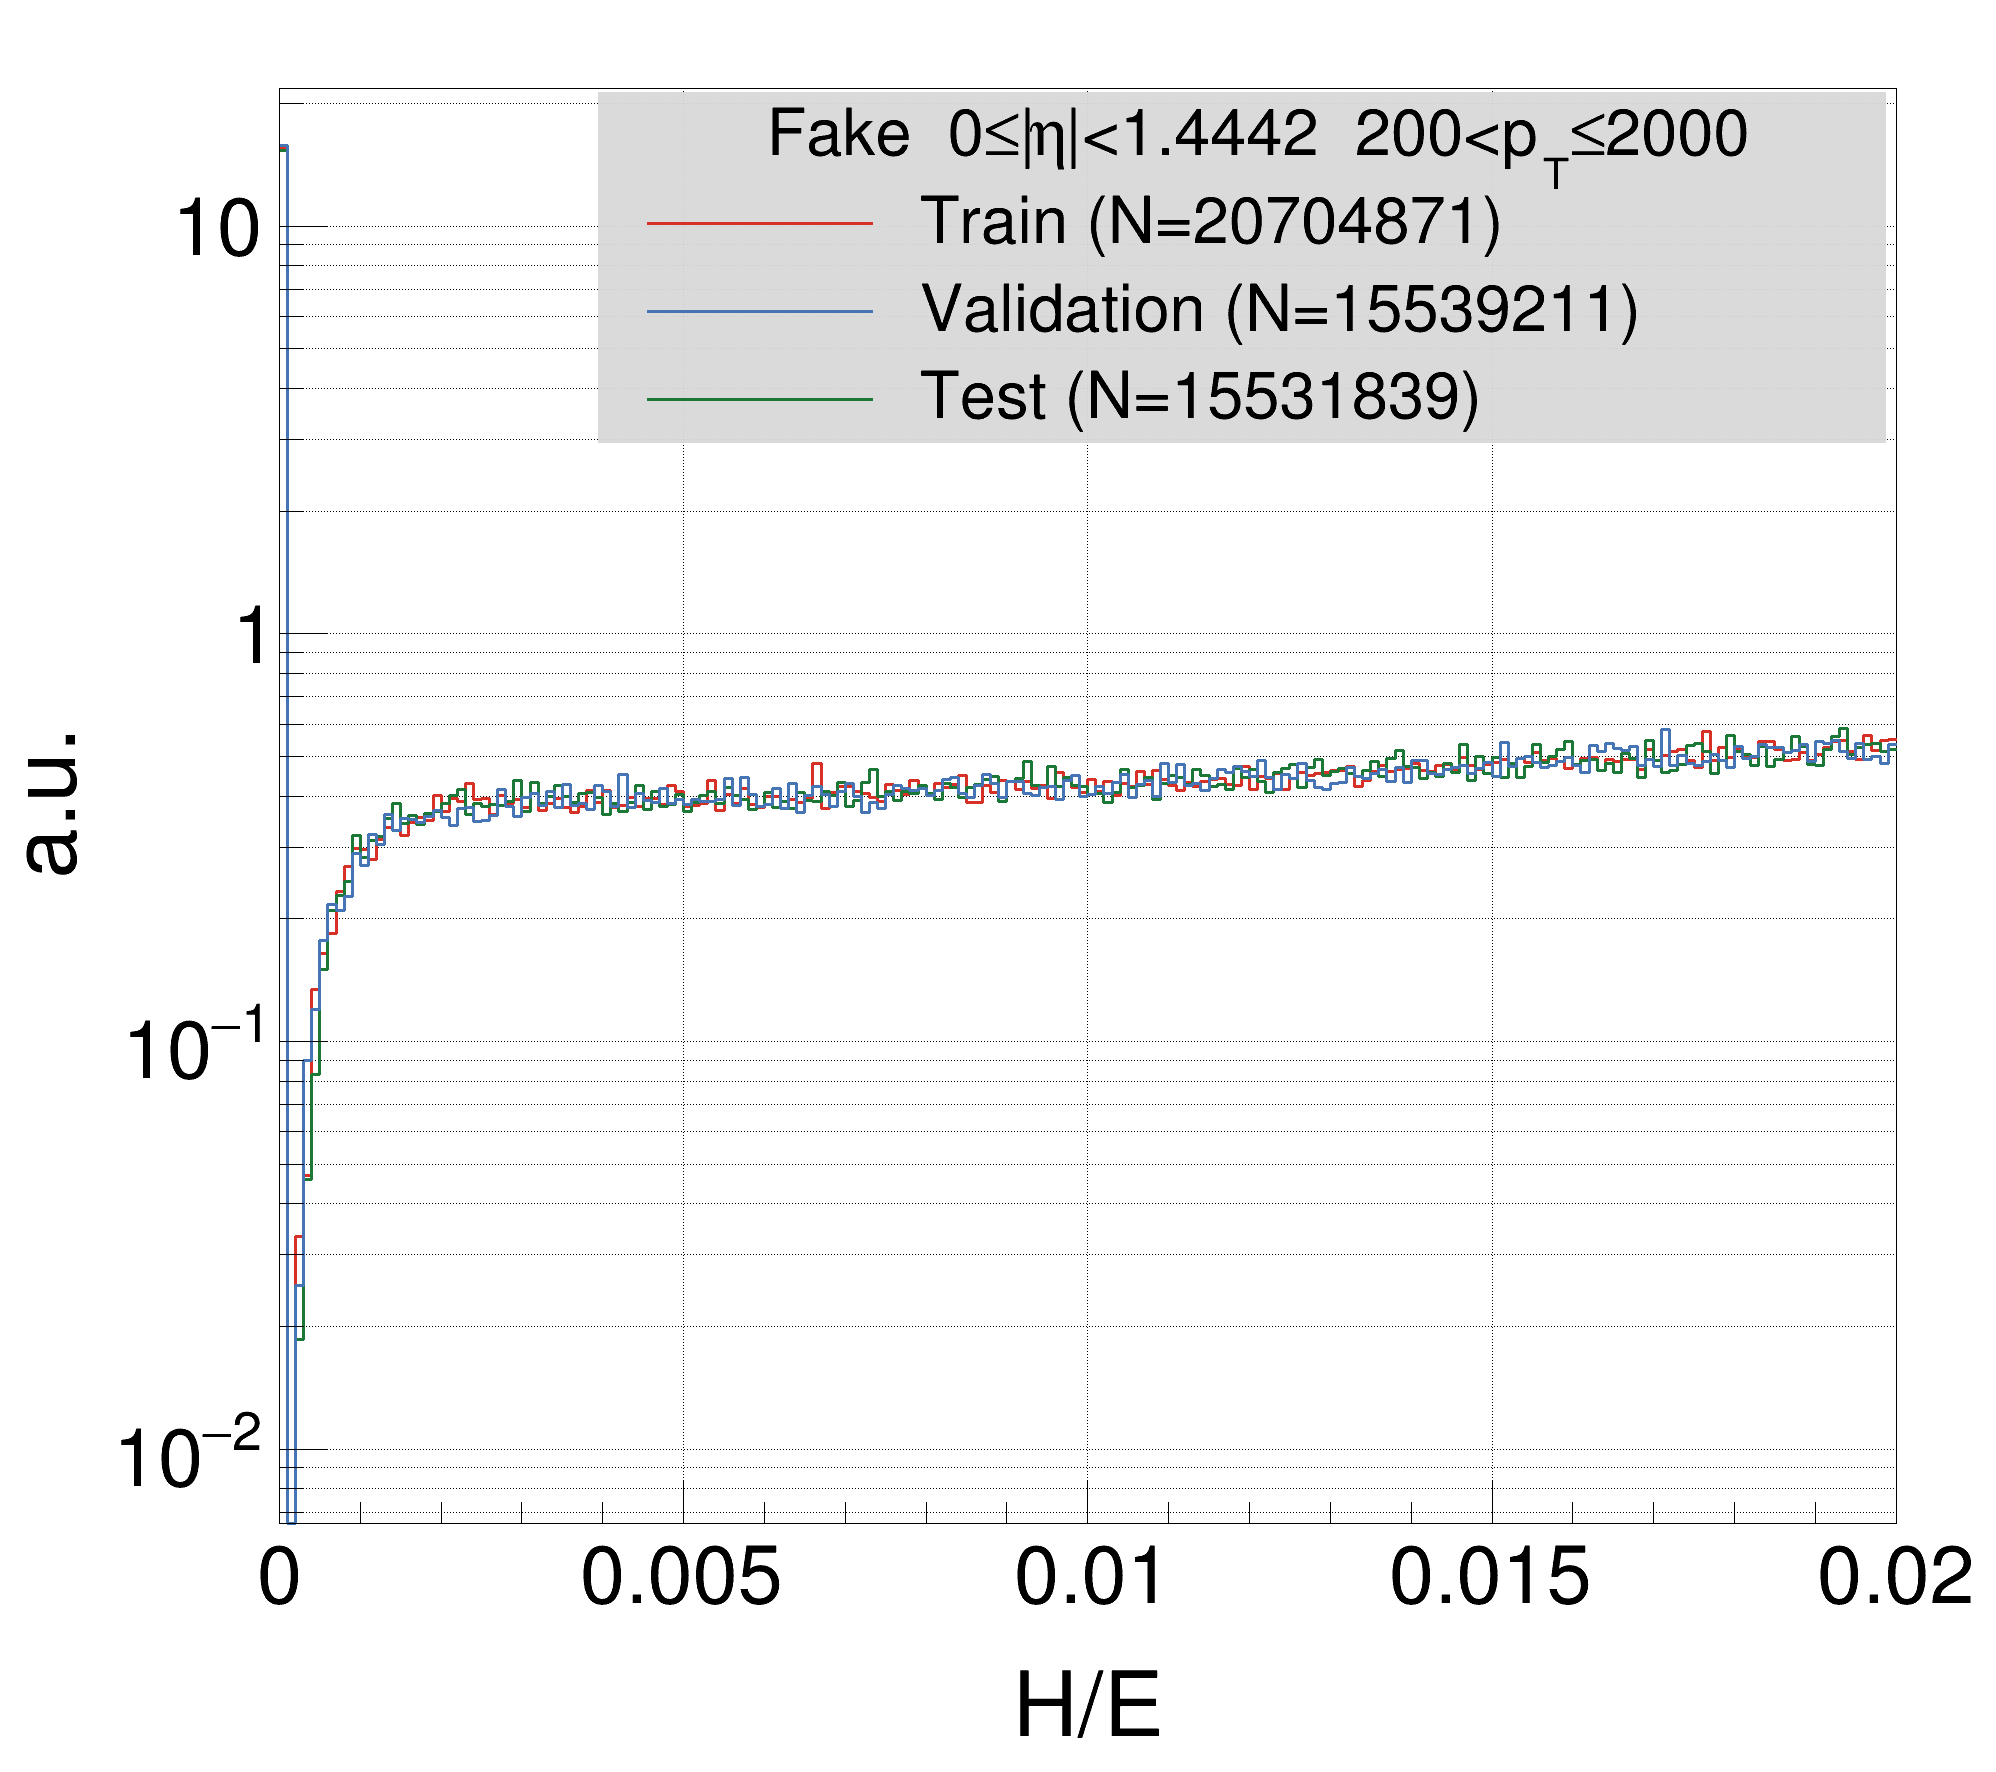 Fake 0≤|η|<1.4442 200<p_T≤2000
Train (N=20704871)
Validation (N=15539211)
Test (N=15531839)
a.u.
10
1
10⁻¹
10⁻²
0 0.005 0.01 0.015 0.02
H/E